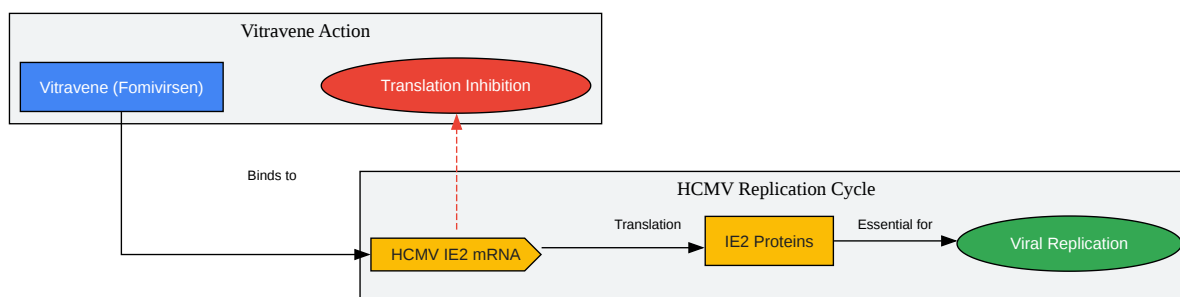 Vitravene Action
Vitravene (Fomivirsen)
Translation Inhibition
Binds to
HCMV Replication Cycle
Translation
Essential for
HCMV IE2 mRNA
IE2 Proteins
Viral Replication